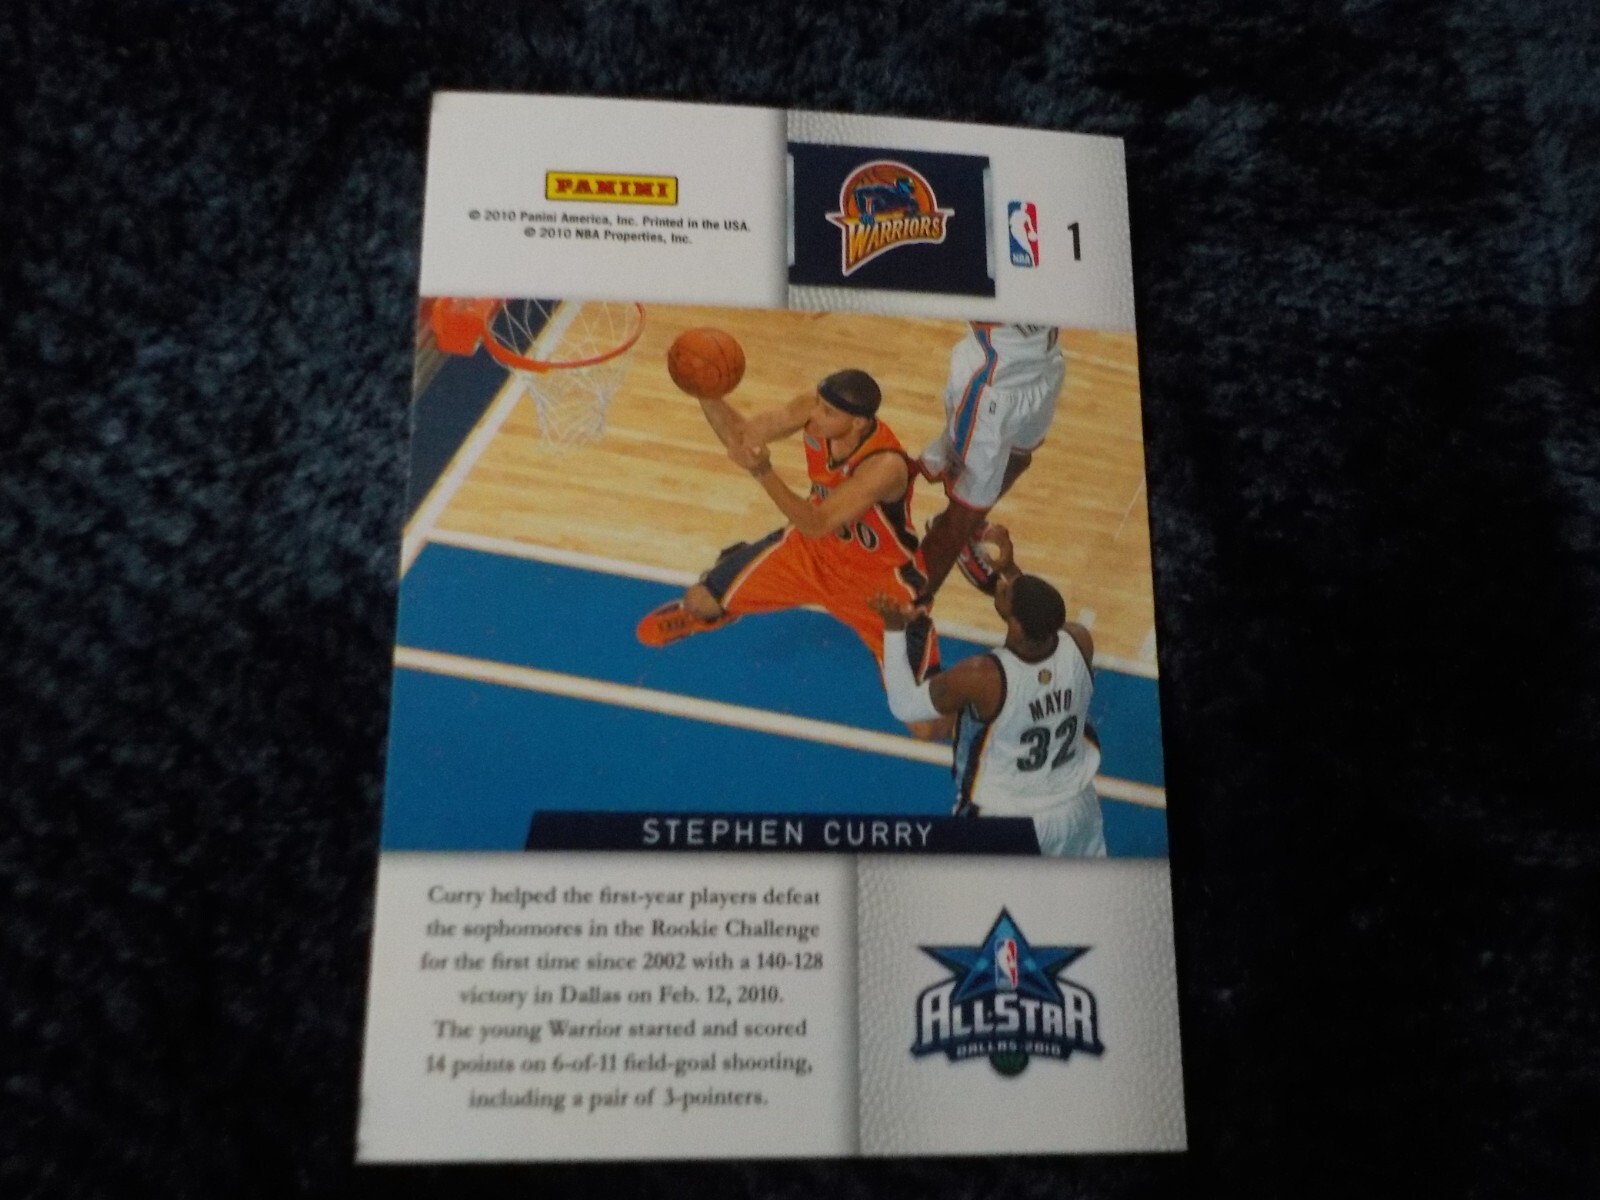 PANINI
© 2010 Panini America, Inc. Printed in the USA.
© 2010 NBA Properties, Inc.
WARRIORS
NBA
1
30
MAYO
32
STEPHEN CURRY
Curry helped the first-year players defeat
the sophomores in the Rookie Challenge
for the first time since 2002 with a 140-128
victory in Dallas on Feb. 12, 2010.
The young Warrior started and scored
14 points on 6-of-11 field-goal shooting,
including a pair of 3-pointers.
ALL·STAR
DALLAS·2010